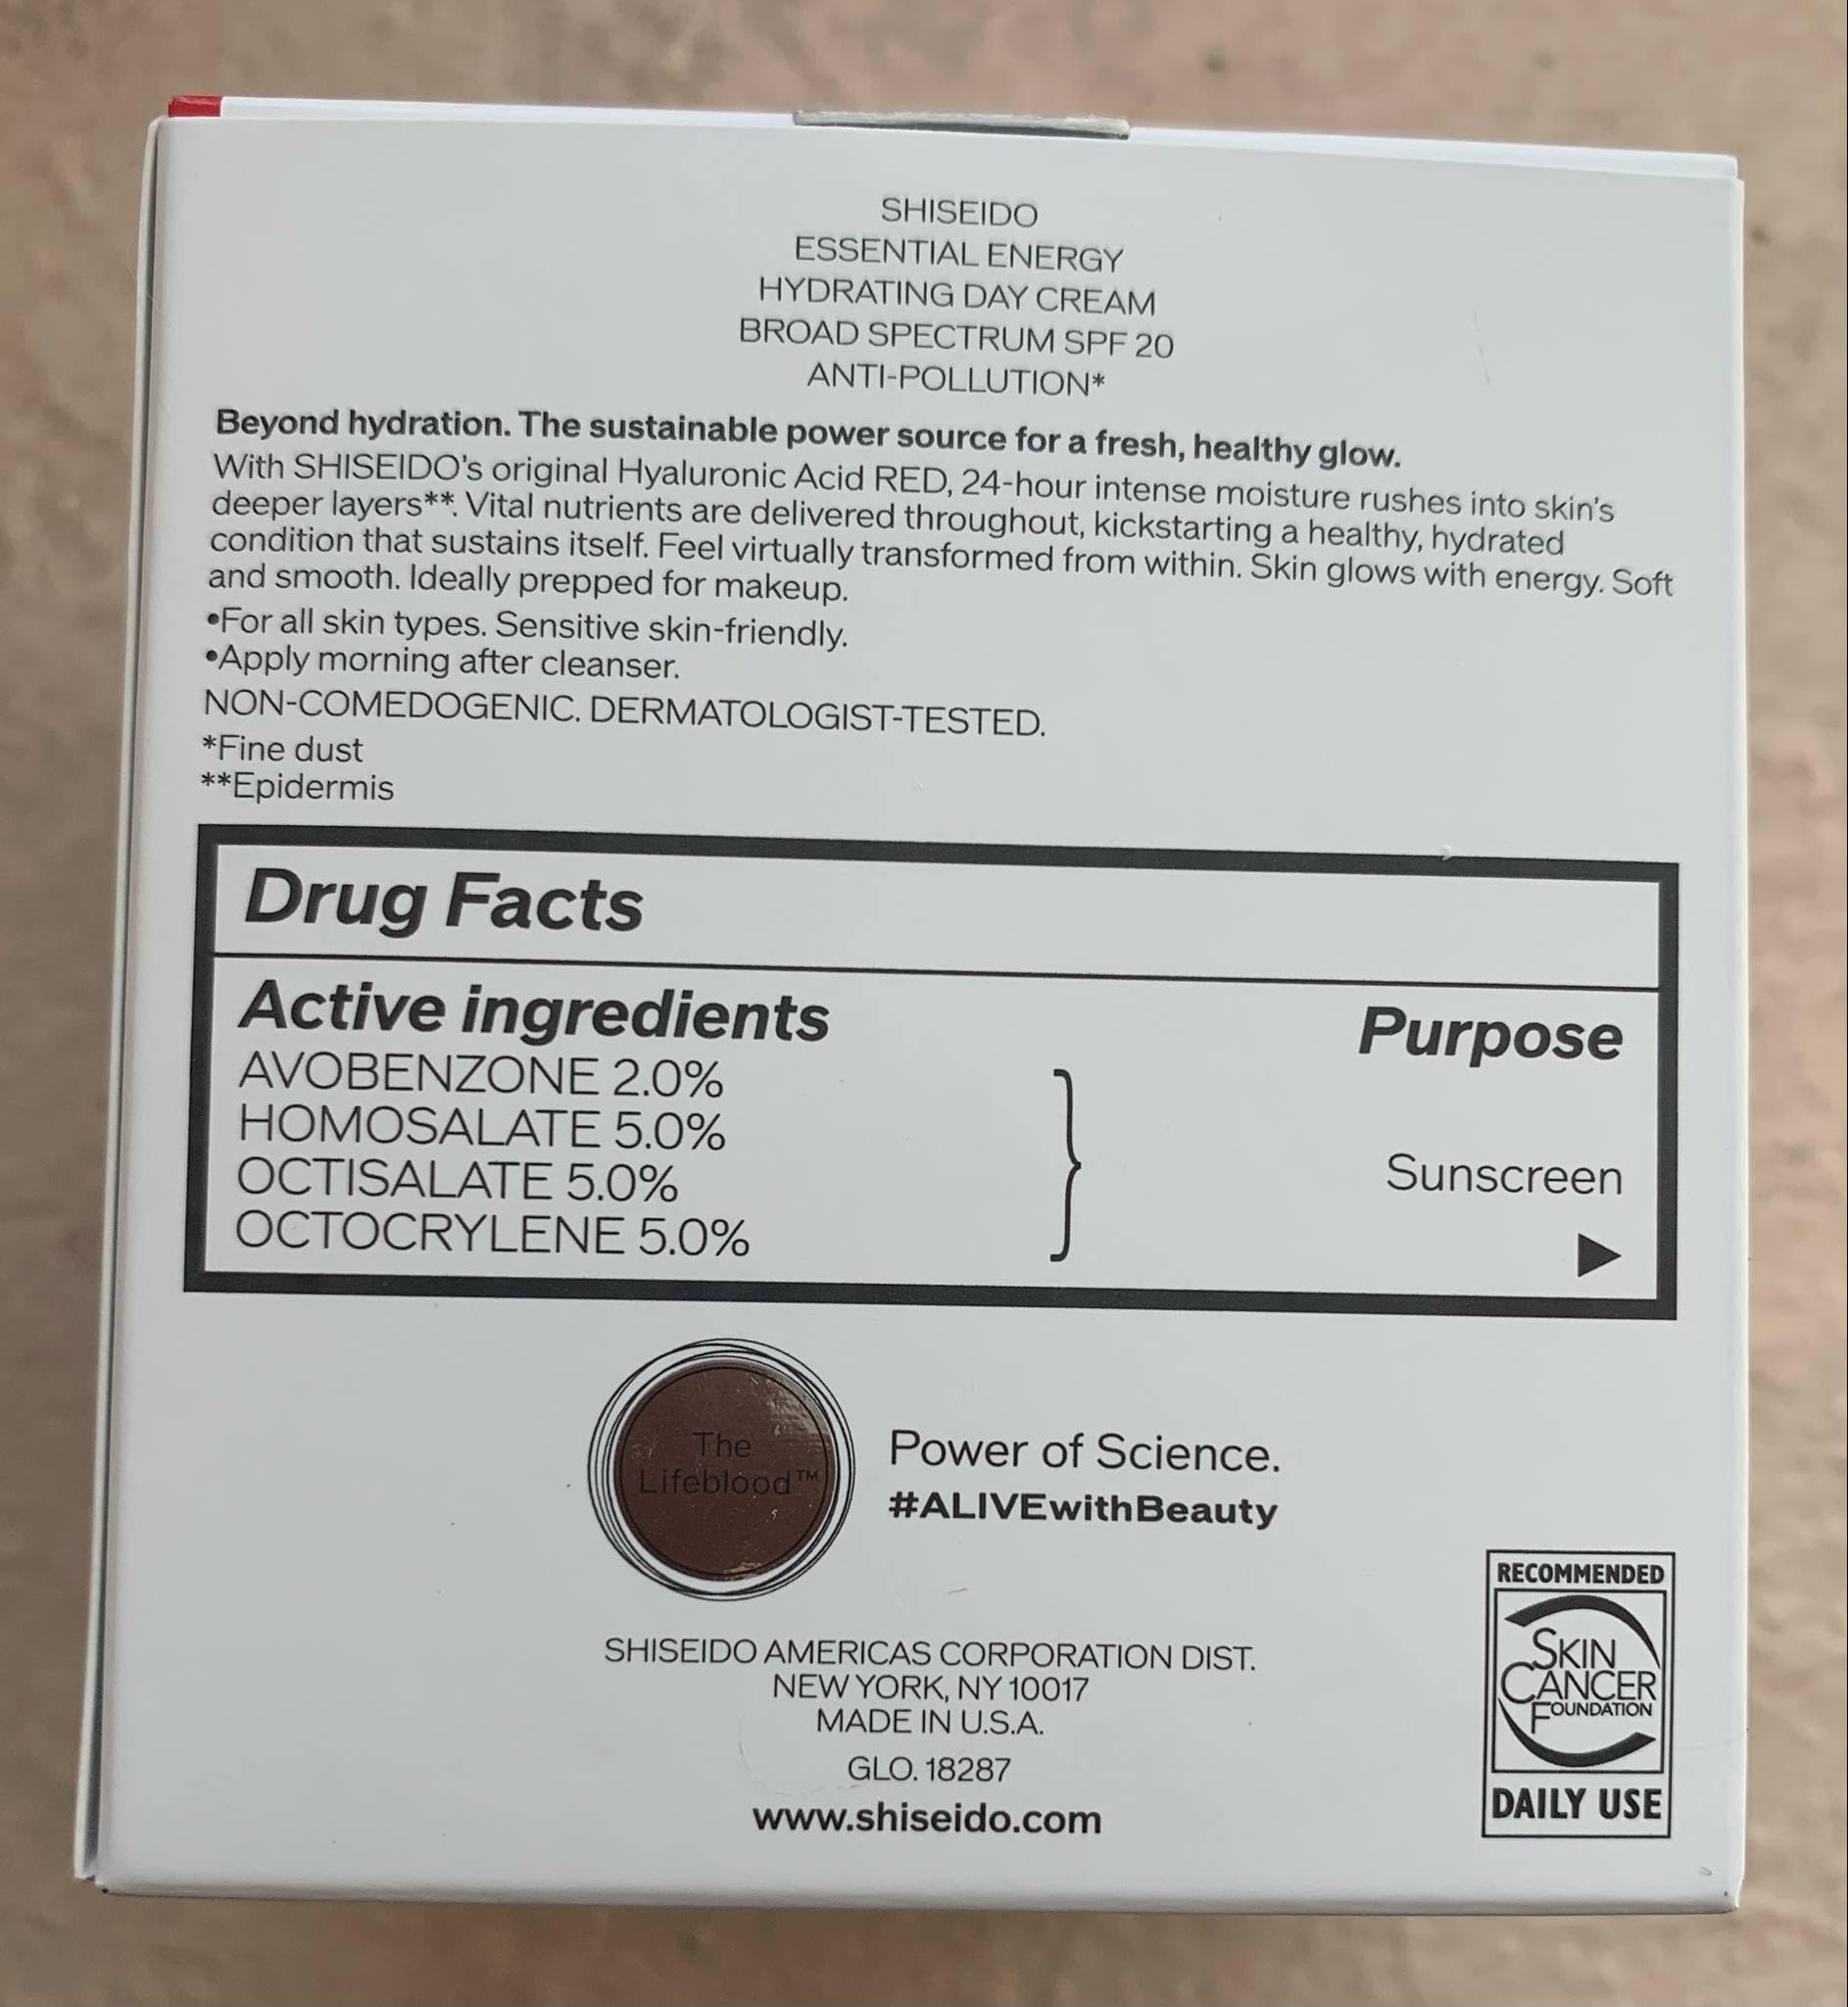 SHISEIDO
ESSENTIAL ENERGY
HYDRATING DAY CREAM
BROAD SPECTRUM SPF 20
ANTI-POLLUTION*
Beyond hydration. The sustainable power source for a fresh, healthy glow.
With SHISEIDO's original Hyaluronic Acid RED, 24-hour intense moisture rushes into skin's
deeper layers**. Vital nutrients are delivered throughout, kickstarting a healthy, hydrated
condition that sustains itself. Feel virtually transformed from within. Skin glows with energy. Soft
and smooth. Ideally prepped for makeup.
•For all skin types. Sensitive skin-friendly.
•Apply morning after cleanser.
NON-COMEDOGENIC. DERMATOLOGIST-TESTED.
*Fine dust
**Epidermis
Drug Facts
Active ingredients Purpose
AVOBENZONE 2.0%
HOMOSALATE 5.0%
OCTISALATE 5.0% Sunscreen
OCTOCRYLENE 5.0%
The
Lifeblood™
Power of Science.
#ALIVEwithBeauty
SHISEIDO AMERICAS CORPORATION DIST.
NEW YORK, NY 10017
MADE IN U.S.A.
GLO. 18287
www.shiseido.com
RECOMMENDED
SKIN
CANCER
FOUNDATION
DAILY USE